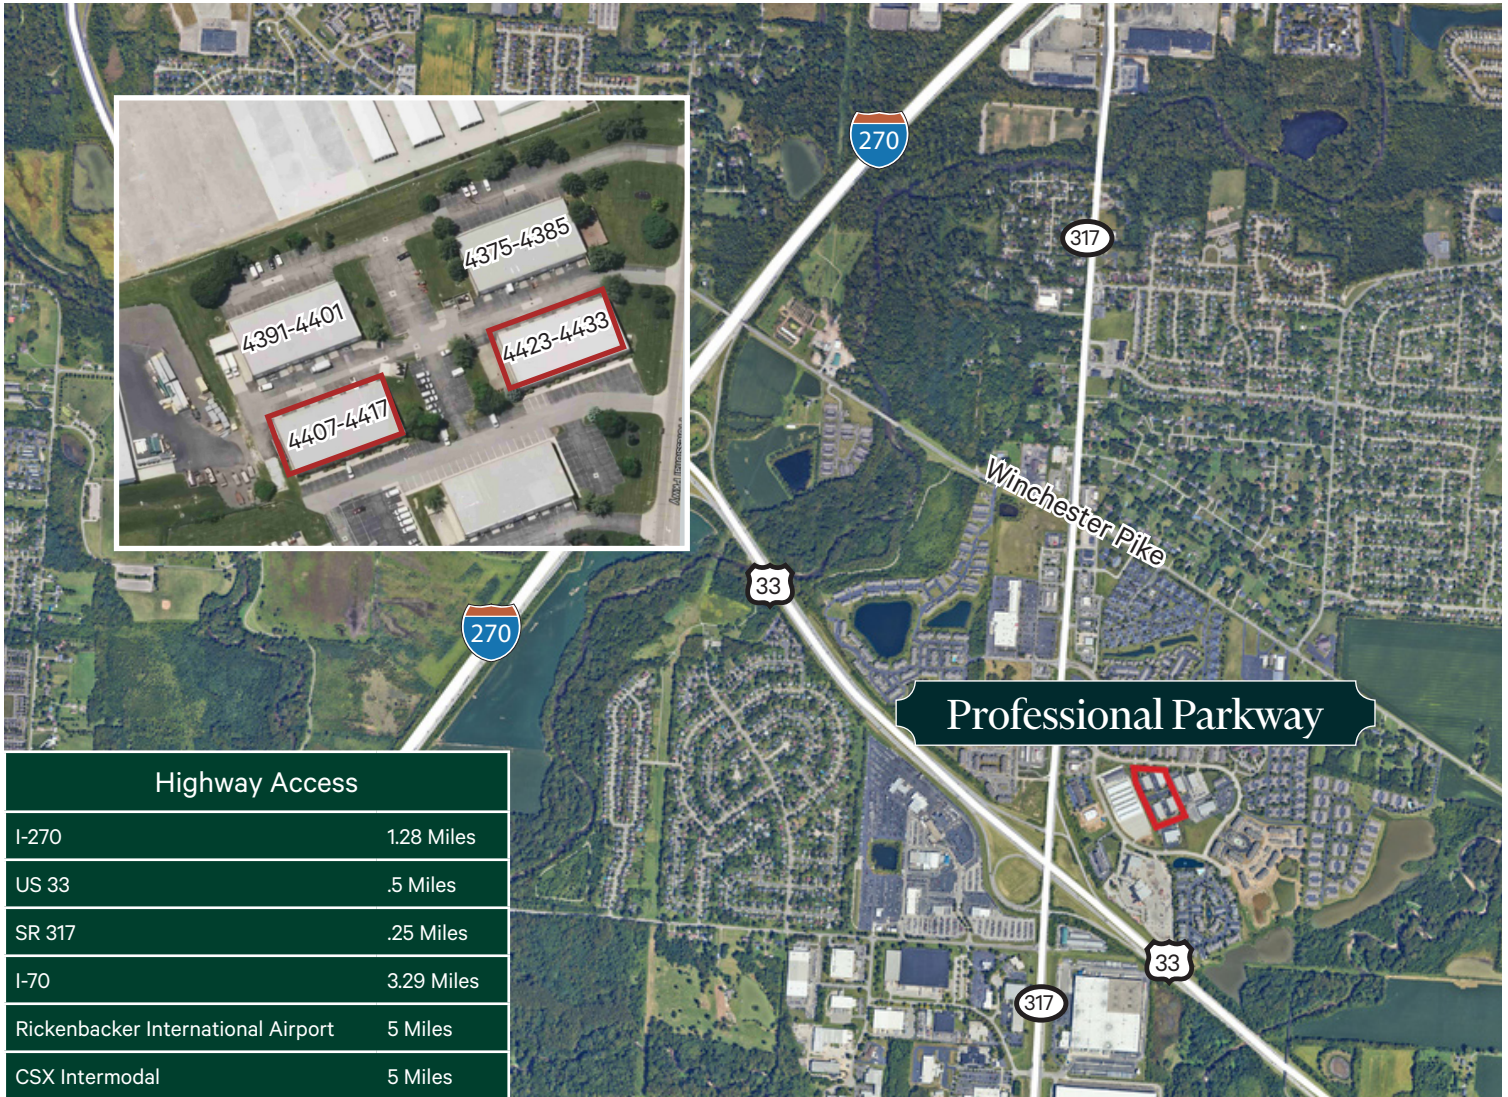 270
317
4375-4385
4391-4401
4423-4433
4407-4417
Winchester Pike
33
270
Professional Parkway
Highway Access
I-270 1.28 Miles
US 33 .5 Miles
SR 317 .25 Miles
I-70 3.29 Miles
Rickenbacker International Airport 5 Miles
CSX Intermodal 5 Miles
33
317